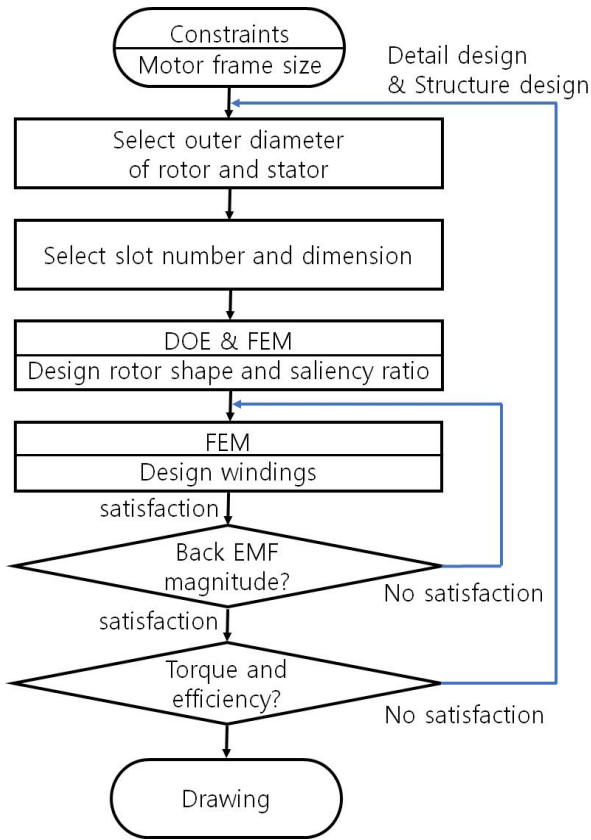 Constraints
Motor frame size
Detail design
& Structure design
Select outer diameter
of rotor and stator
Select slot number and dimension
DOE & FEM
Design rotor shape and saliency ratio
FEM
Design windings
satisfaction
Back EMF
magnitude?
No satisfaction
satisfaction
Torque and
efficiency?
No satisfaction
Drawing